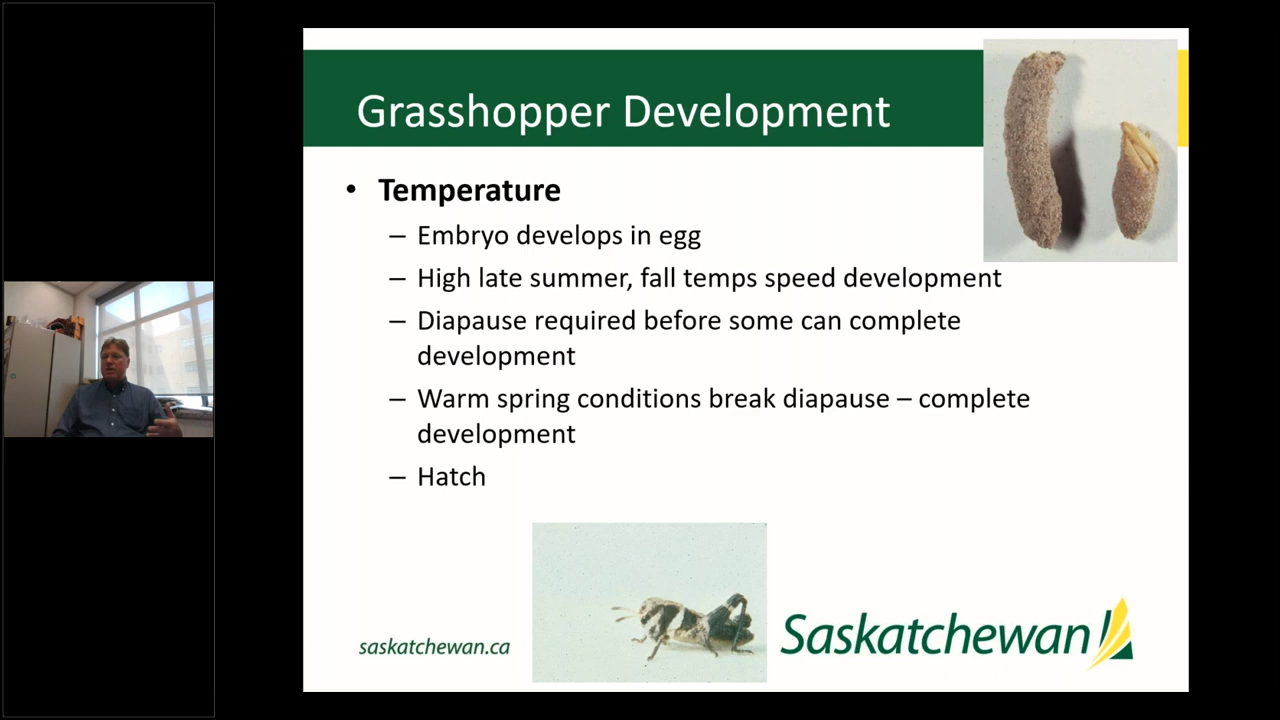 Grasshopper Development
• Temperature
– Embryo develops in egg
– High late summer, fall temps speed development
– Diapause required before some can complete
development
– Warm spring conditions break diapause – complete
development
– Hatch
saskatchewan.ca
Saskatchewan